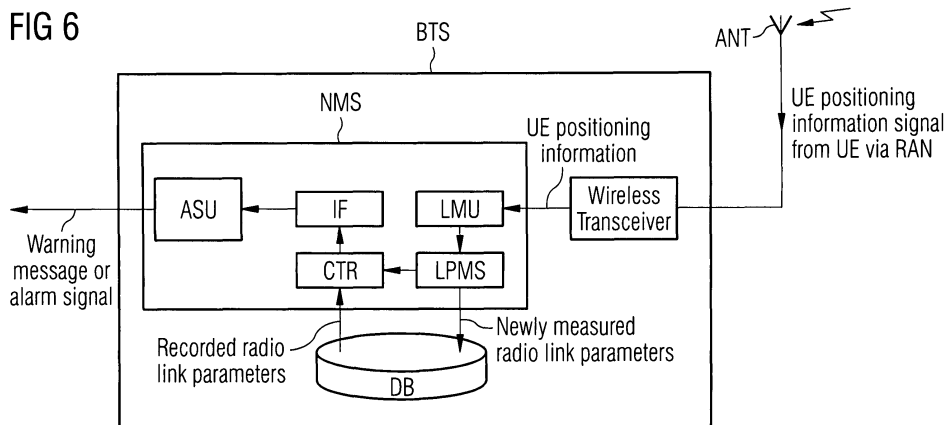 FIG 6
BTS
ANT
NMS
UE positioning
information
UE positioning
information signal
from UE via RAN
ASU
IF
LMU
Wireless
Transceiver
Warning
message or
alarm signal
CTR
LPMS
Recorded radio
link parameters
Newly measured
radio link parameters
DB